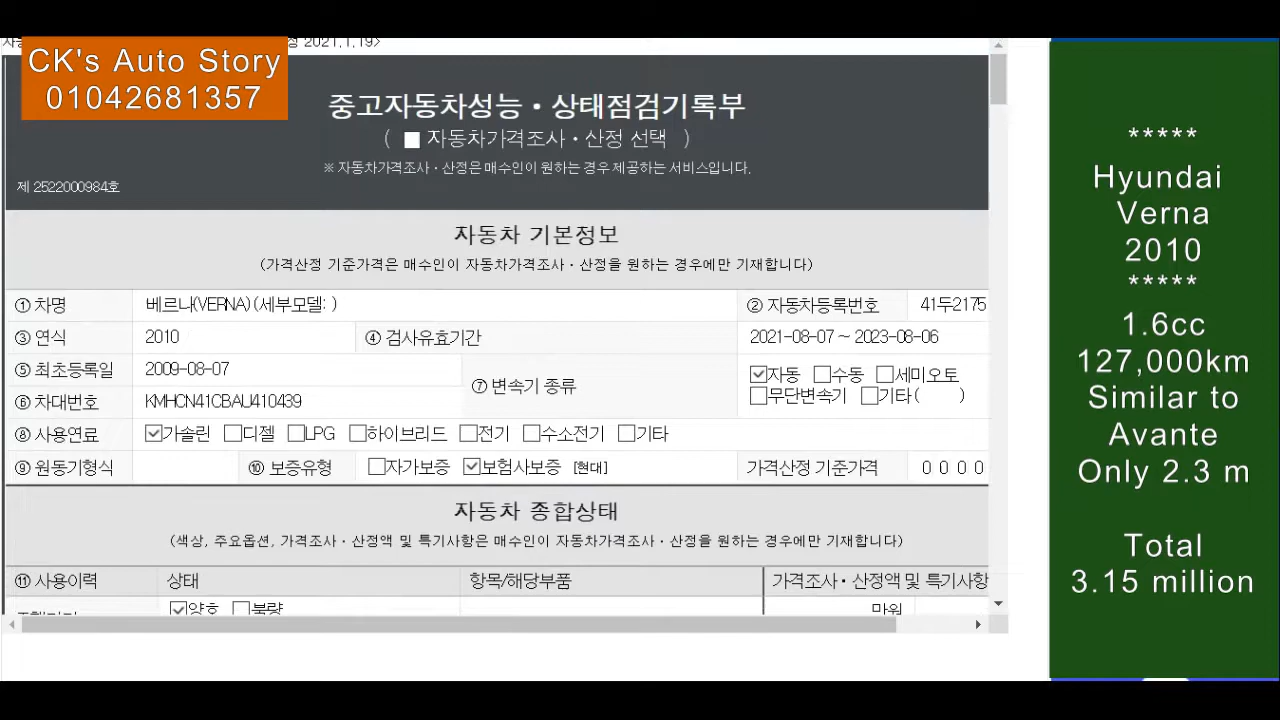 정 2021.1.19>
CK's Auto Story
01042681357
중고자동차성능·상태점검기록부
( 자동차가격조사·산정 선택 )
※ 자동차가격조사·산정은 매수인이 원하는 경우 제공하는 서비스입니다.
제 2522000984호
자동차 기본정보
(가격산정 기준가격은 매수인이 자동차가격조사·산정을 원하는 경우에만 기재합니다)
① 차명 베르나(VERNA) (세부모델: ) ② 자동차등록번호 41두2175
③ 연식 2010 ④ 검사유효기간 2021-08-07 ~ 2023-08-06
⑤ 최초등록일 2009-08-07
⑦ 변속기 종류 자동 수동 세미오토
무단변속기 기타( )
⑥ 차대번호 KMHCN41CBAU410439
⑧ 사용연료 가솔린 디젤 LPG 하이브리드 전기 수소전기 기타
⑨ 원동기형식 ⑩ 보증유형 자가보증 보험사보증 [현대] 가격산정 기준가격 0 0 0 0
자동차 종합상태
(색상, 주요옵션, 가격조사·산정액 및 특기사항은 매수인이 자동차가격조사·산정을 원하는 경우에만 기재합니다)
⑪ 사용이력 상태 항목/해당부품 가격조사·산정액 및 특기사항
양호 불량 만원
*****
Hyundai
Verna
2010
*****
1.6cc
127,000km
Similar to
Avante
Only 2.3 m
Total
3.15 million